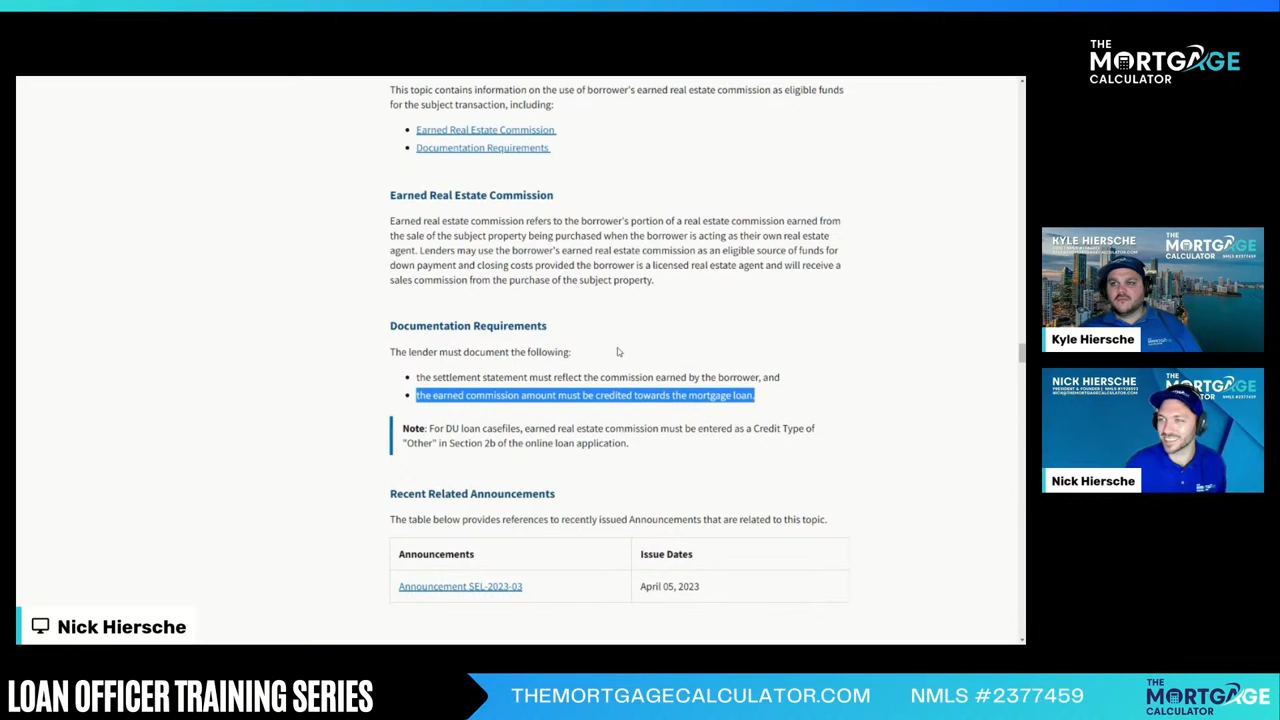 THE
MORTGAGE
CALCULATOR
This topic contains information on the use of borrower's earned real estate commission as eligible funds
for the subject transaction, including:
• Earned Real Estate Commission
• Documentation Requirements
Earned Real Estate Commission
Earned real estate commission refers to the borrower's portion of a real estate commission earned from
the sale of the subject property being purchased when the borrower is acting as their own real estate
agent. Lenders may use the borrower's earned real estate commission as an eligible source of funds for
down payment and closing costs provided the borrower is a licensed real estate agent and will receive a
sales commission from the purchase of the subject property.
Documentation Requirements
The lender must document the following:
• the settlement statement must reflect the commission earned by the borrower, and
• the earned commission amount must be credited towards the mortgage loan.
Note: For DU loan casefiles, earned real estate commission must be entered as a Credit Type of
"Other" in Section 2b of the online loan application.
Recent Related Announcements
The table below provides references to recently issued Announcements that are related to this topic.
Announcements Issue Dates
Announcement SEL-2023-03 April 05, 2023
KYLE HIERSCHE
THE
MORTGAGE
CALCULATOR
NMLS #2377459
Kyle Hiersche
NICK HIERSCHE
PRESIDENT & FOUNDER
THE
MORTGAGE
CALCULATOR
NMLS #2377459
Nick Hiersche
Nick Hiersche
LOAN OFFICER TRAINING SERIES
THEMORTGAGECALCULATOR.COM NMLS #2377459
THE
MORTGAGE
CALCULATOR